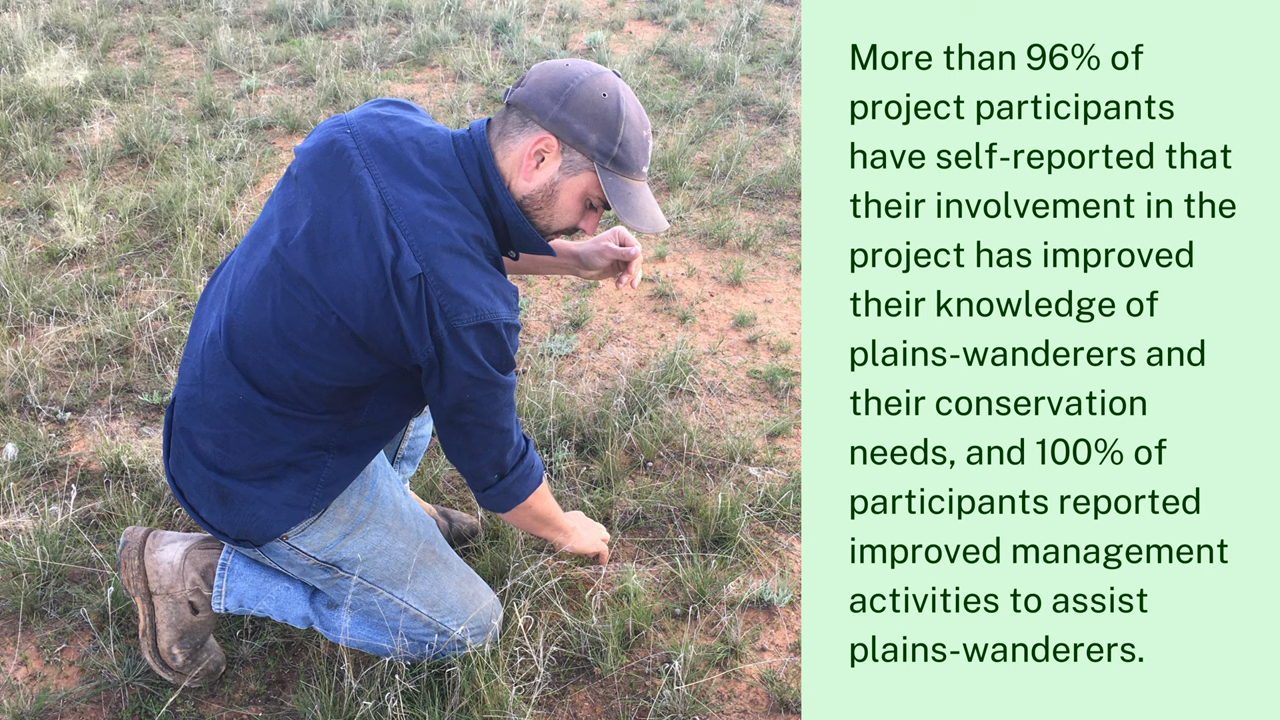 More than 96% of
project participants
have self-reported that
their involvement in the
project has improved
their knowledge of
plains-wanderers and
their conservation
needs, and 100% of
participants reported
improved management
activities to assist
plains-wanderers.